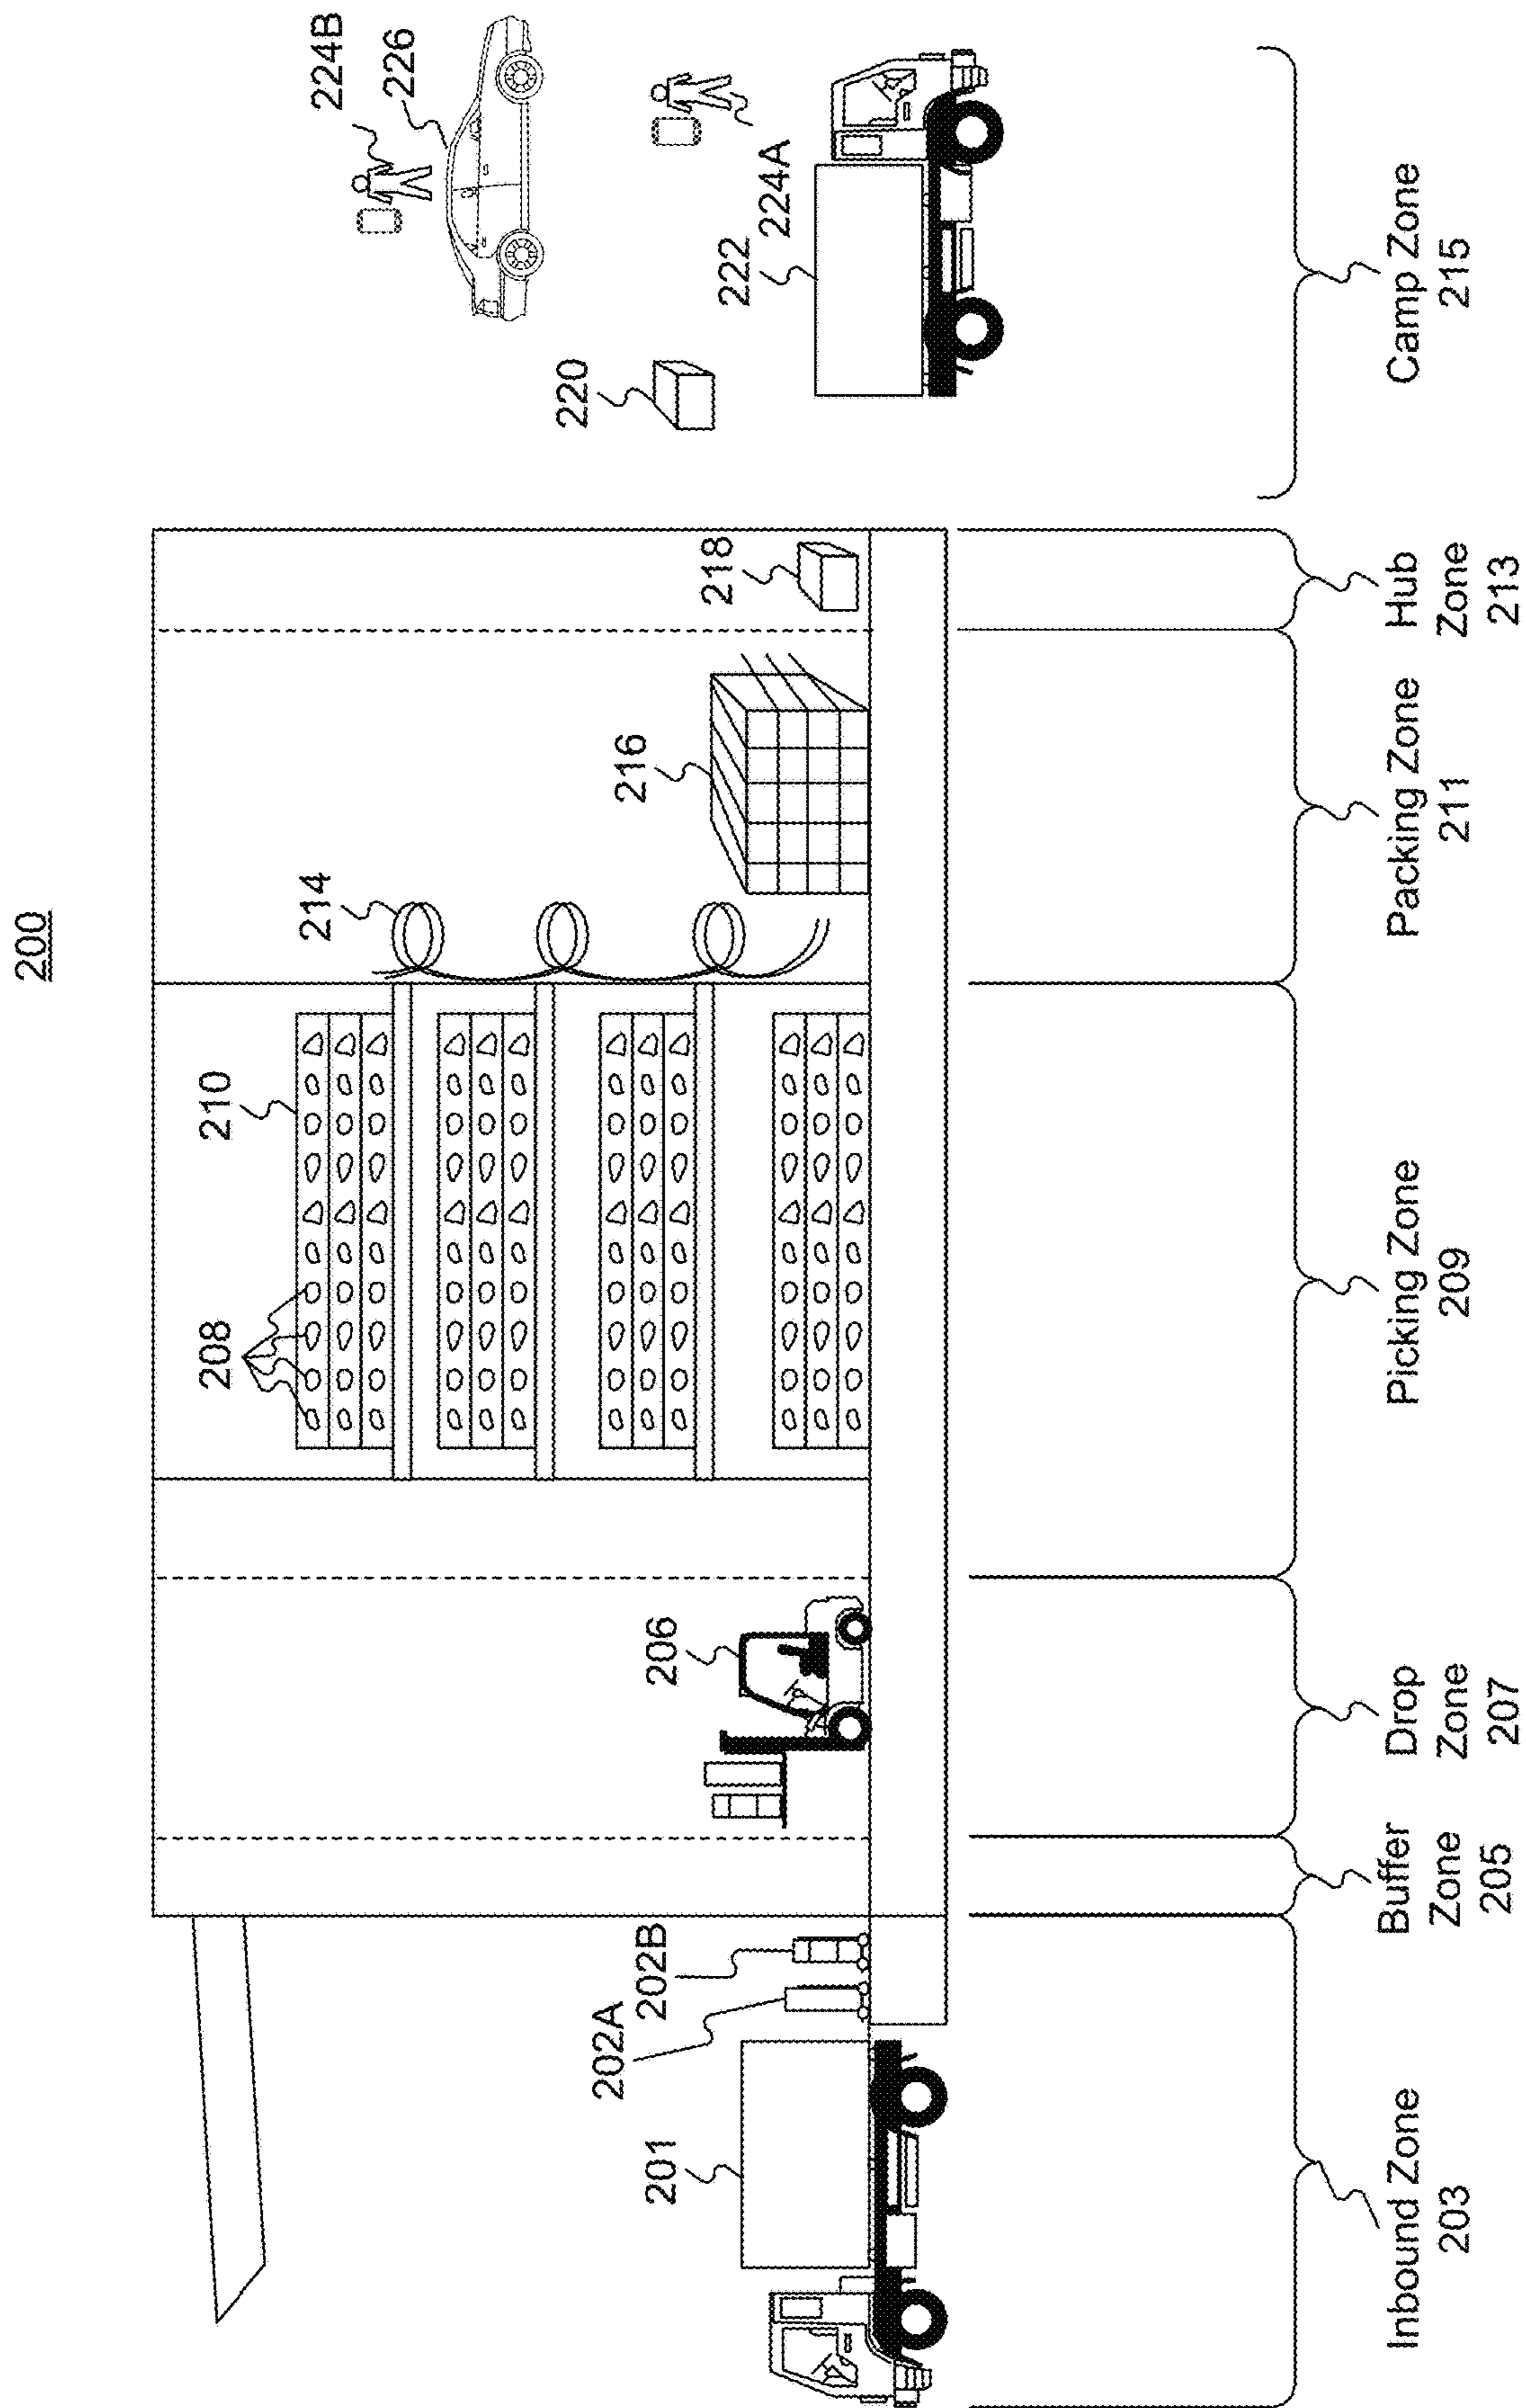 200
224B
226
224A
222
220
218
216
214
210
208
206
202B
202A
201
Inbound Zone
203
Buffer
Zone
205
Drop
Zone
207
Picking Zone
209
Packing Zone
211
Hub
Zone
213
Camp Zone
215